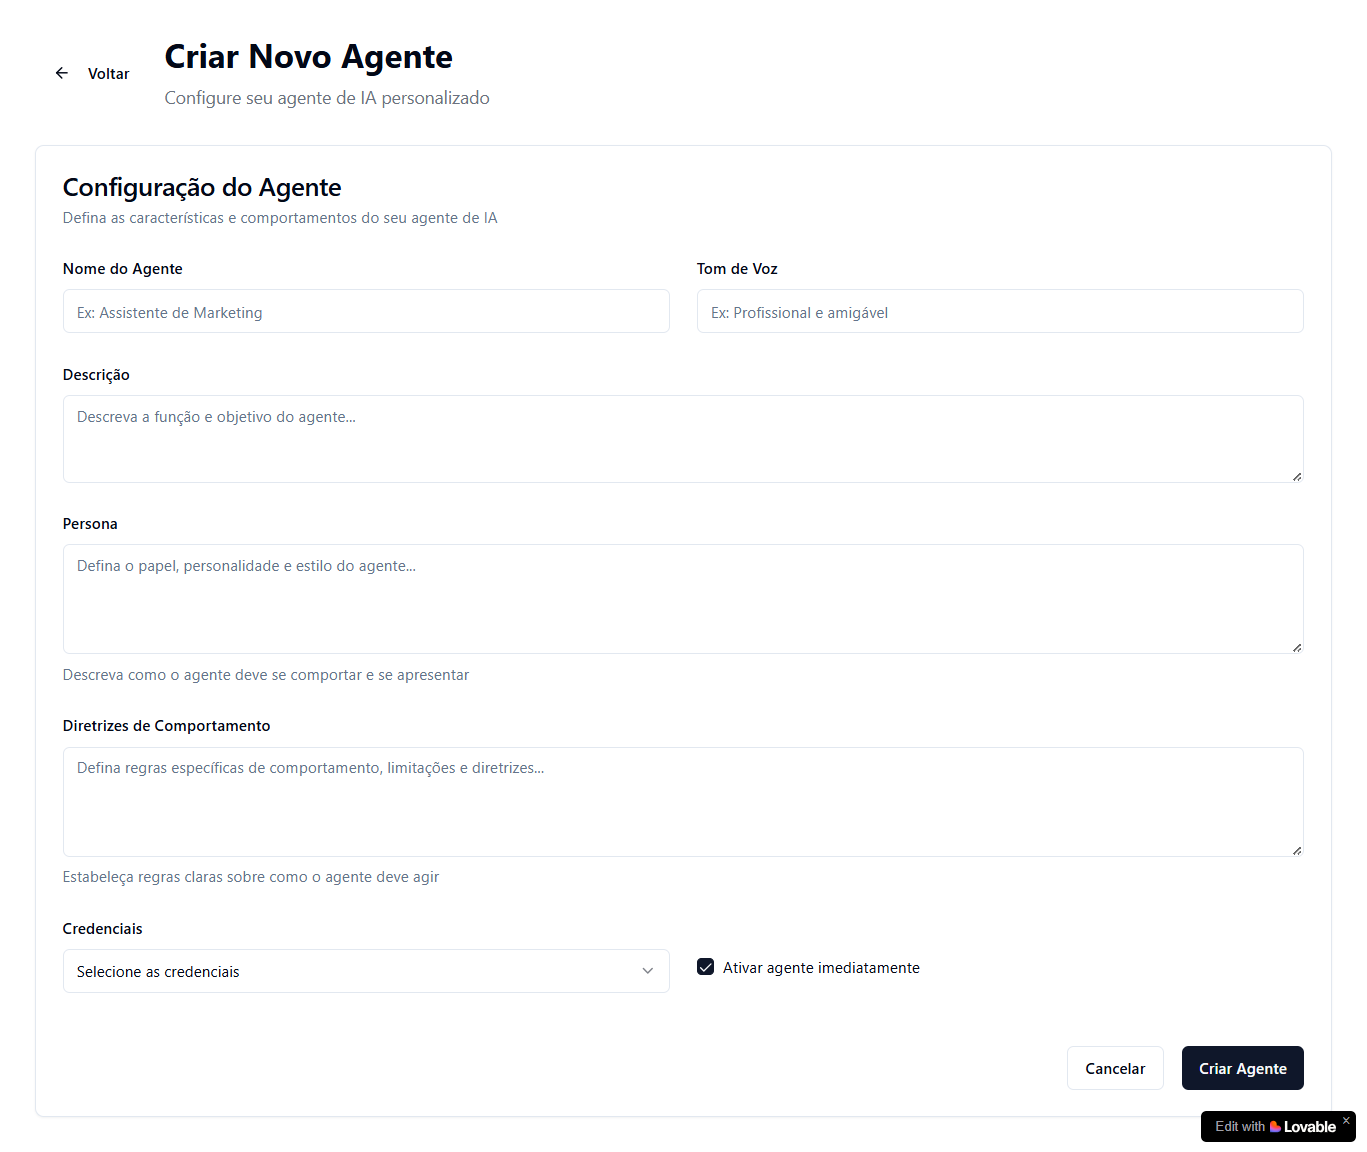 Voltar
Criar Novo Agente
Configure seu agente de IA personalizado
Configuração do Agente
Defina as características e comportamentos do seu agente de IA
Nome do Agente
Ex: Assistente de Marketing
Tom de Voz
Ex: Profissional e amigável
Descrição
Descreva a função e objetivo do agente...
Persona
Defina o papel, personalidade e estilo do agente...
Descreva como o agente deve se comportar e se apresentar
Diretrizes de Comportamento
Defina regras específicas de comportamento, limitações e diretrizes...
Estabeleça regras claras sobre como o agente deve agir
Credenciais
Selecione as credenciais
Ativar agente imediatamente
Cancelar
Criar Agente
Edit with Lovable